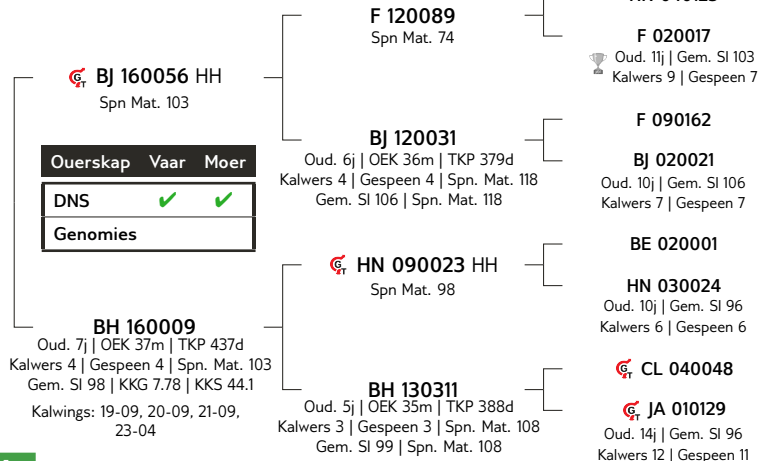 F 120089
Spn Mat. 74
F 020017
Oud. 11j | Gem. SI 103
Kalwers 9 | Gespeen 7
BJ 160056 HH
Spn Mat. 103
F 090162
BJ 120031
Oud. 6j | OEK 36m | TKP 379d
Kalwers 4 | Gespeen 4 | Spn. Mat. 118
Gem. SI 106 | Spn. Mat. 118
BJ 020021
Oud. 10j | Gem. SI 106
Kalwers 7 | Gespeen 7
Ouerskap Vaar Moer
DNS ✔ ✔
Genomies
BE 020001
HN 090023 HH
Spn Mat. 98
HN 030024
Oud. 10j | Gem. SI 96
Kalwers 6 | Gespeen 6
BH 160009
Oud. 7j | OEK 37m | TKP 437d
Kalwers 4 | Gespeen 4 | Spn. Mat. 103
Gem. SI 98 | KKG 7.78 | KKS 44.1
Kalwings: 19-09, 20-09, 21-09,
23-04
CL 040048
BH 130311
Oud. 5j | OEK 35m | TKP 388d
Kalwers 3 | Gespeen 3 | Spn. Mat. 108
Gem. SI 99 | Spn. Mat. 108
JA 010129
Oud. 14j | Gem. SI 96
Kalwers 12 | Gespeen 11